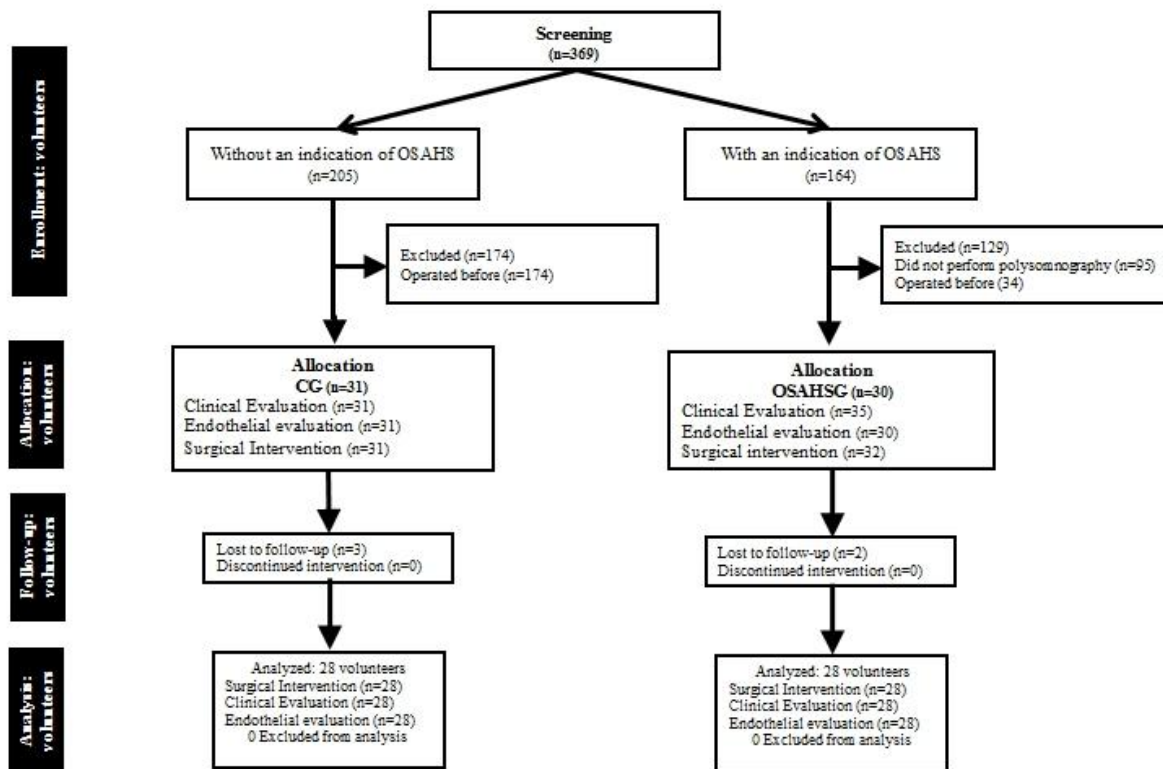 Screening
(n=369)
Enrollment: volunteers
Without an indication of OSAHS
(n=205)
With an indication of OSAHS
(n=164)
Excluded (n=174)
Operated before (n=174)
Excluded (n=129)
Did not perform polysomnography (n=95)
Operated before (34)
Allocation:
volunteers
Allocation
CG (n=31)
Clinical Evaluation (n=31)
Endothelial evaluation (n=31)
Surgical Intervention (n=31)
Allocation
OSAHSG (n=30)
Clinical Evaluation (n=35)
Endothelial evaluation (n=30)
Surgical intervention (n=32)
Follow-up:
volunteers
Lost to follow-up (n=3)
Discontinued intervention (n=0)
Lost to follow-up (n=2)
Discontinued intervention (n=0)
Analysis:
volunteers
Analyzed: 28 volunteers
Surgical Intervention (n=28)
Clinical Evaluation (n=28)
Endothelial evaluation (n=28)
0 Excluded from analysis
Analyzed: 28 volunteers
Surgical Intervention (n=28)
Clinical Evaluation (n=28)
Endothelial evaluation (n=28)
0 Excluded from analysis